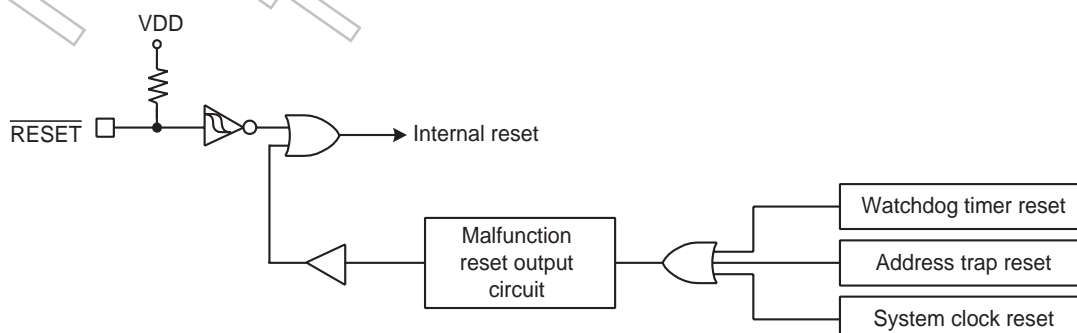 VDD
RESET
Internal reset
Watchdog timer reset
Malfunction
reset output
circuit
Address trap reset
System clock reset